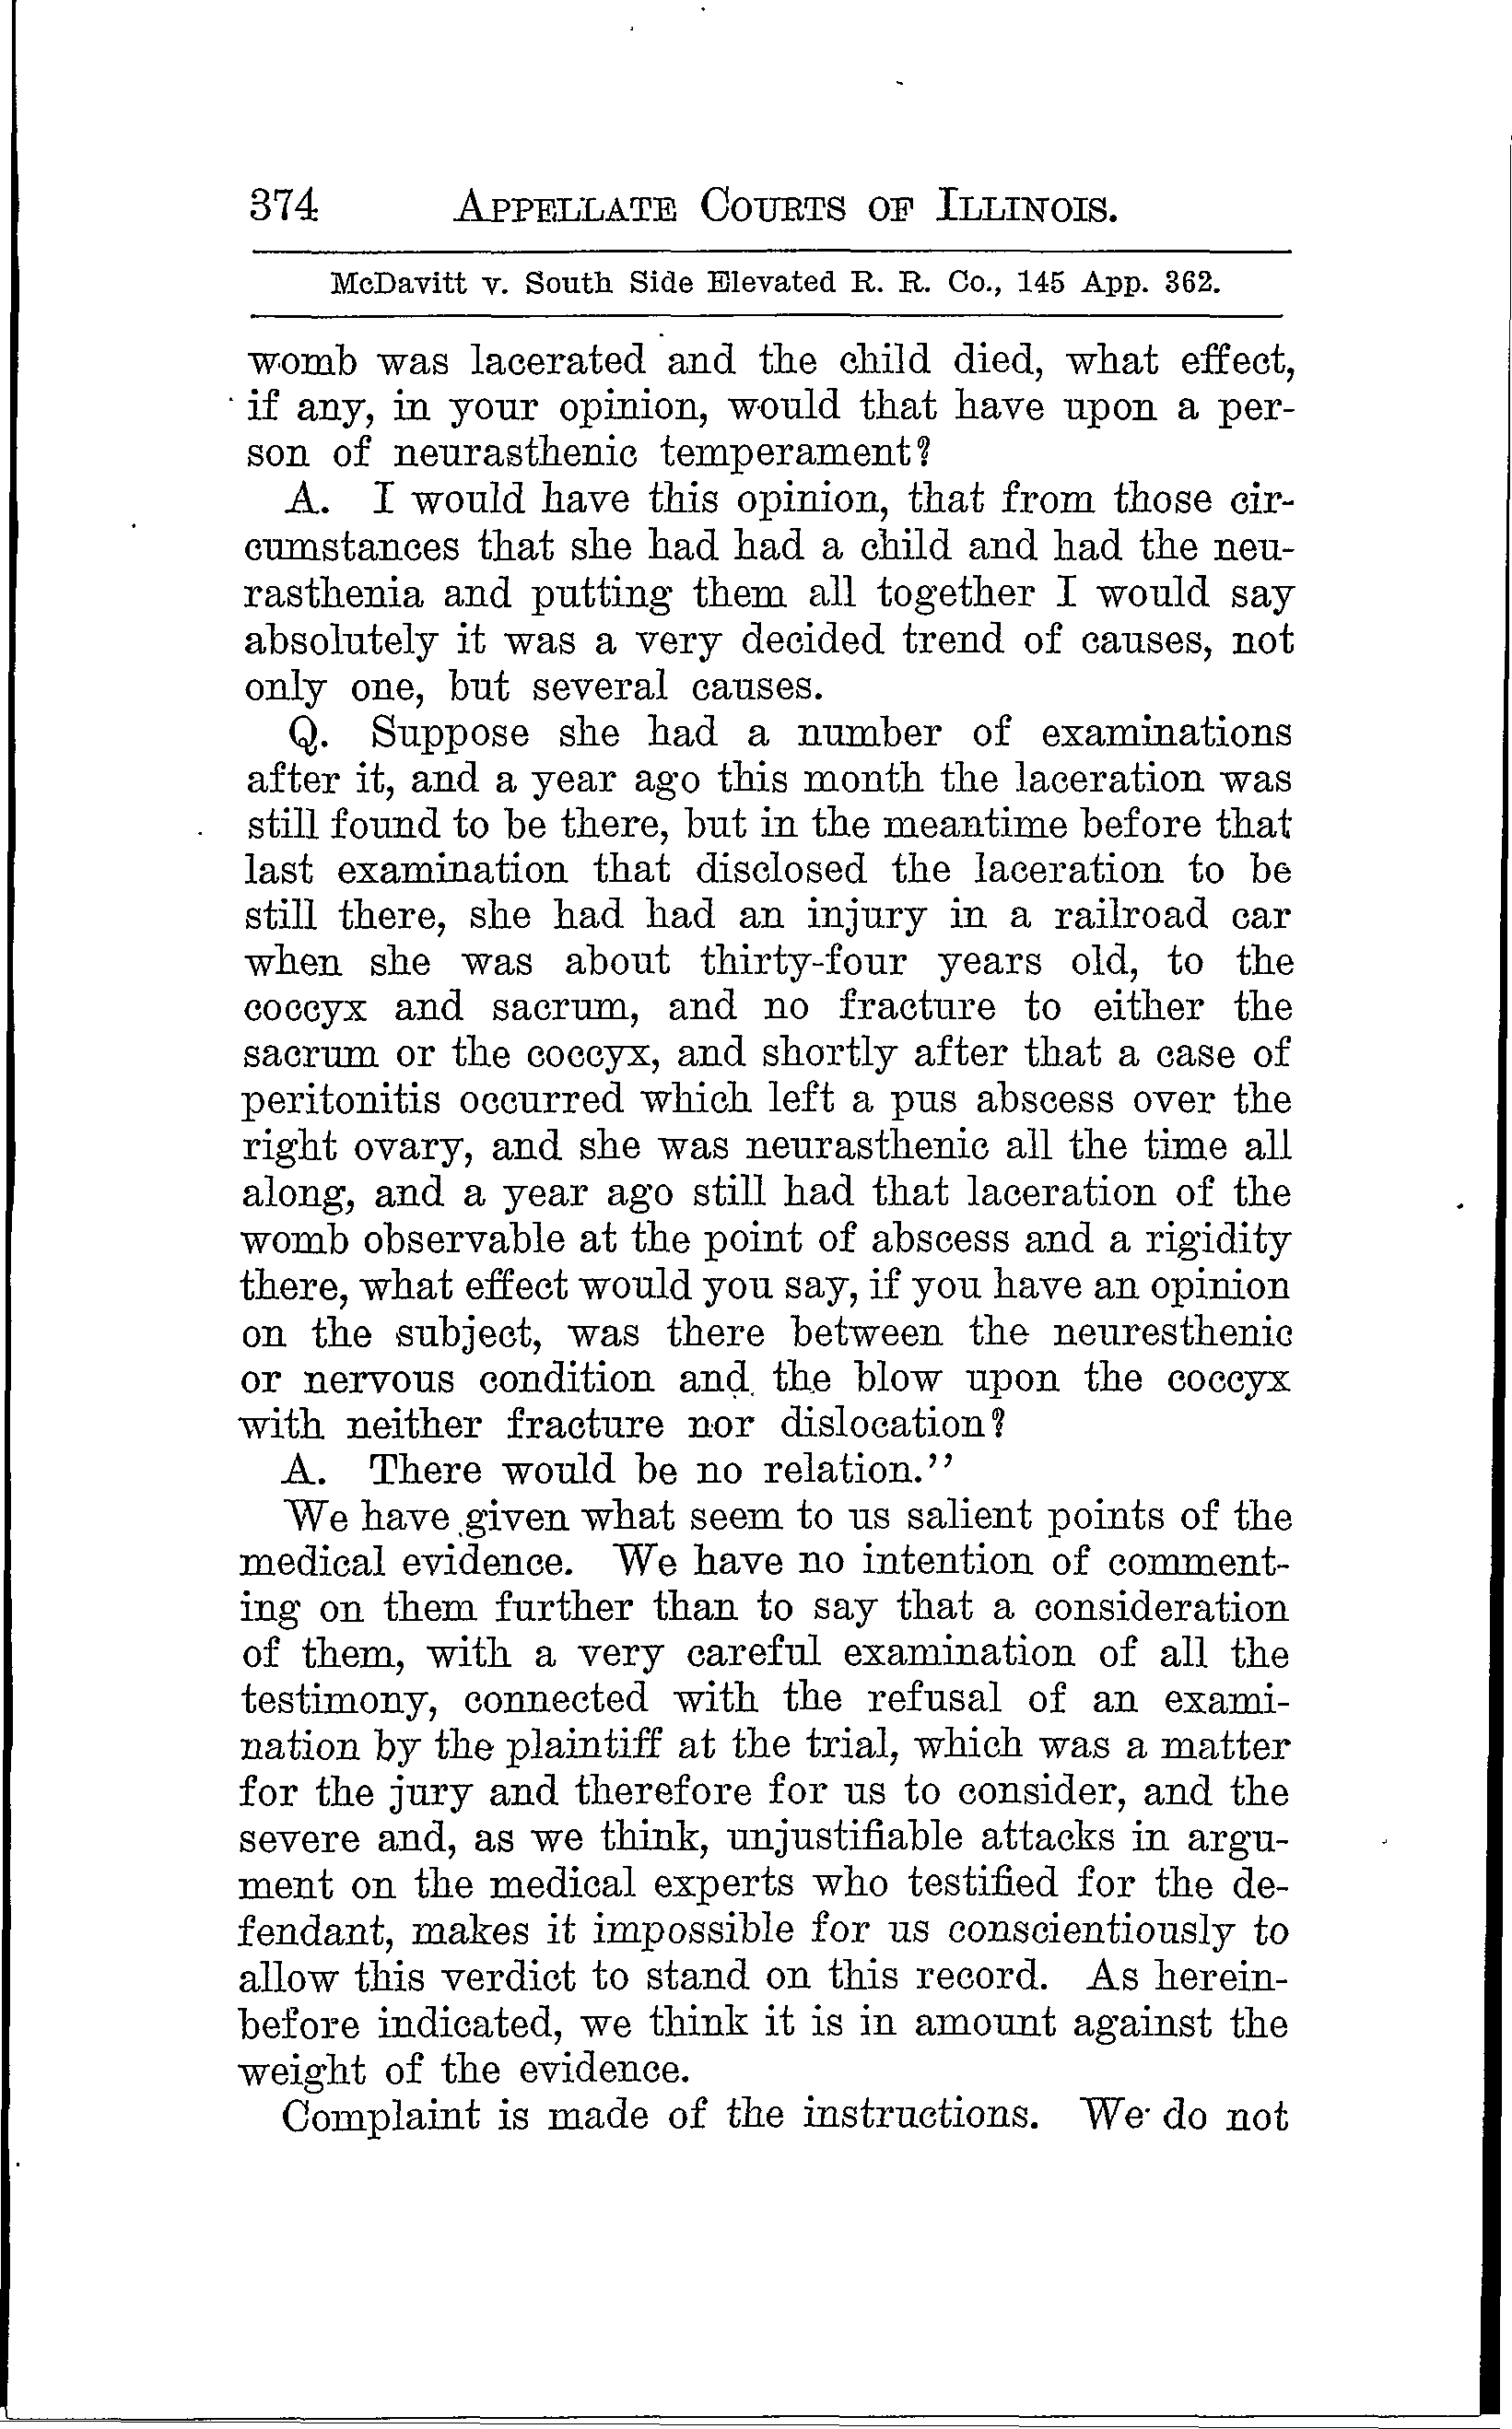 374 APPELLATE COURTS OF ILLINOIS.
McDavitt v. South Side Elevated R. R. Co., 145 App. 362.
womb was lacerated and the child died, what effect,
if any, in your opinion, would that have upon a per-
son of neurasthenic temperament?
A. I would have this opinion, that from those cir-
cumstances that she had had a child and had the neu-
rasthenia and putting them all together I would say
absolutely it was a very decided trend of causes, not
only one, but several causes.
Q. Suppose she had a number of examinations
after it, and a year ago this month the laceration was
still found to be there, but in the meantime before that
last examination that disclosed the laceration to be
still there, she had had an injury in a railroad car
when she was about thirty-four years old, to the
coccyx and sacrum, and no fracture to either the
sacrum or the coccyx, and shortly after that a case of
peritonitis occurred which left a pus abscess over the
right ovary, and she was neurasthenic all the time all
along, and a year ago still had that laceration of the
womb observable at the point of abscess and a rigidity
there, what effect would you say, if you have an opinion
on the subject, was there between the neuresthenic
or nervous condition and the blow upon the coccyx
with neither fracture nor dislocation?
A. There would be no relation.''
We have given what seem to us salient points of the
medical evidence. We have no intention of comment-
ing on them further than to say that a consideration
of them, with a very careful examination of all the
testimony, connected with the refusal of an exami-
nation by the plaintiff at the trial, which was a matter
for the jury and therefore for us to consider, and the
severe and, as we think, unjustifiable attacks in argu-
ment on the medical experts who testified for the de-
fendant, makes it impossible for us conscientiously to
allow this verdict to stand on this record. As herein-
before indicated, we think it is in amount against the
weight of the evidence.
Complaint is made of the instructions. We do not